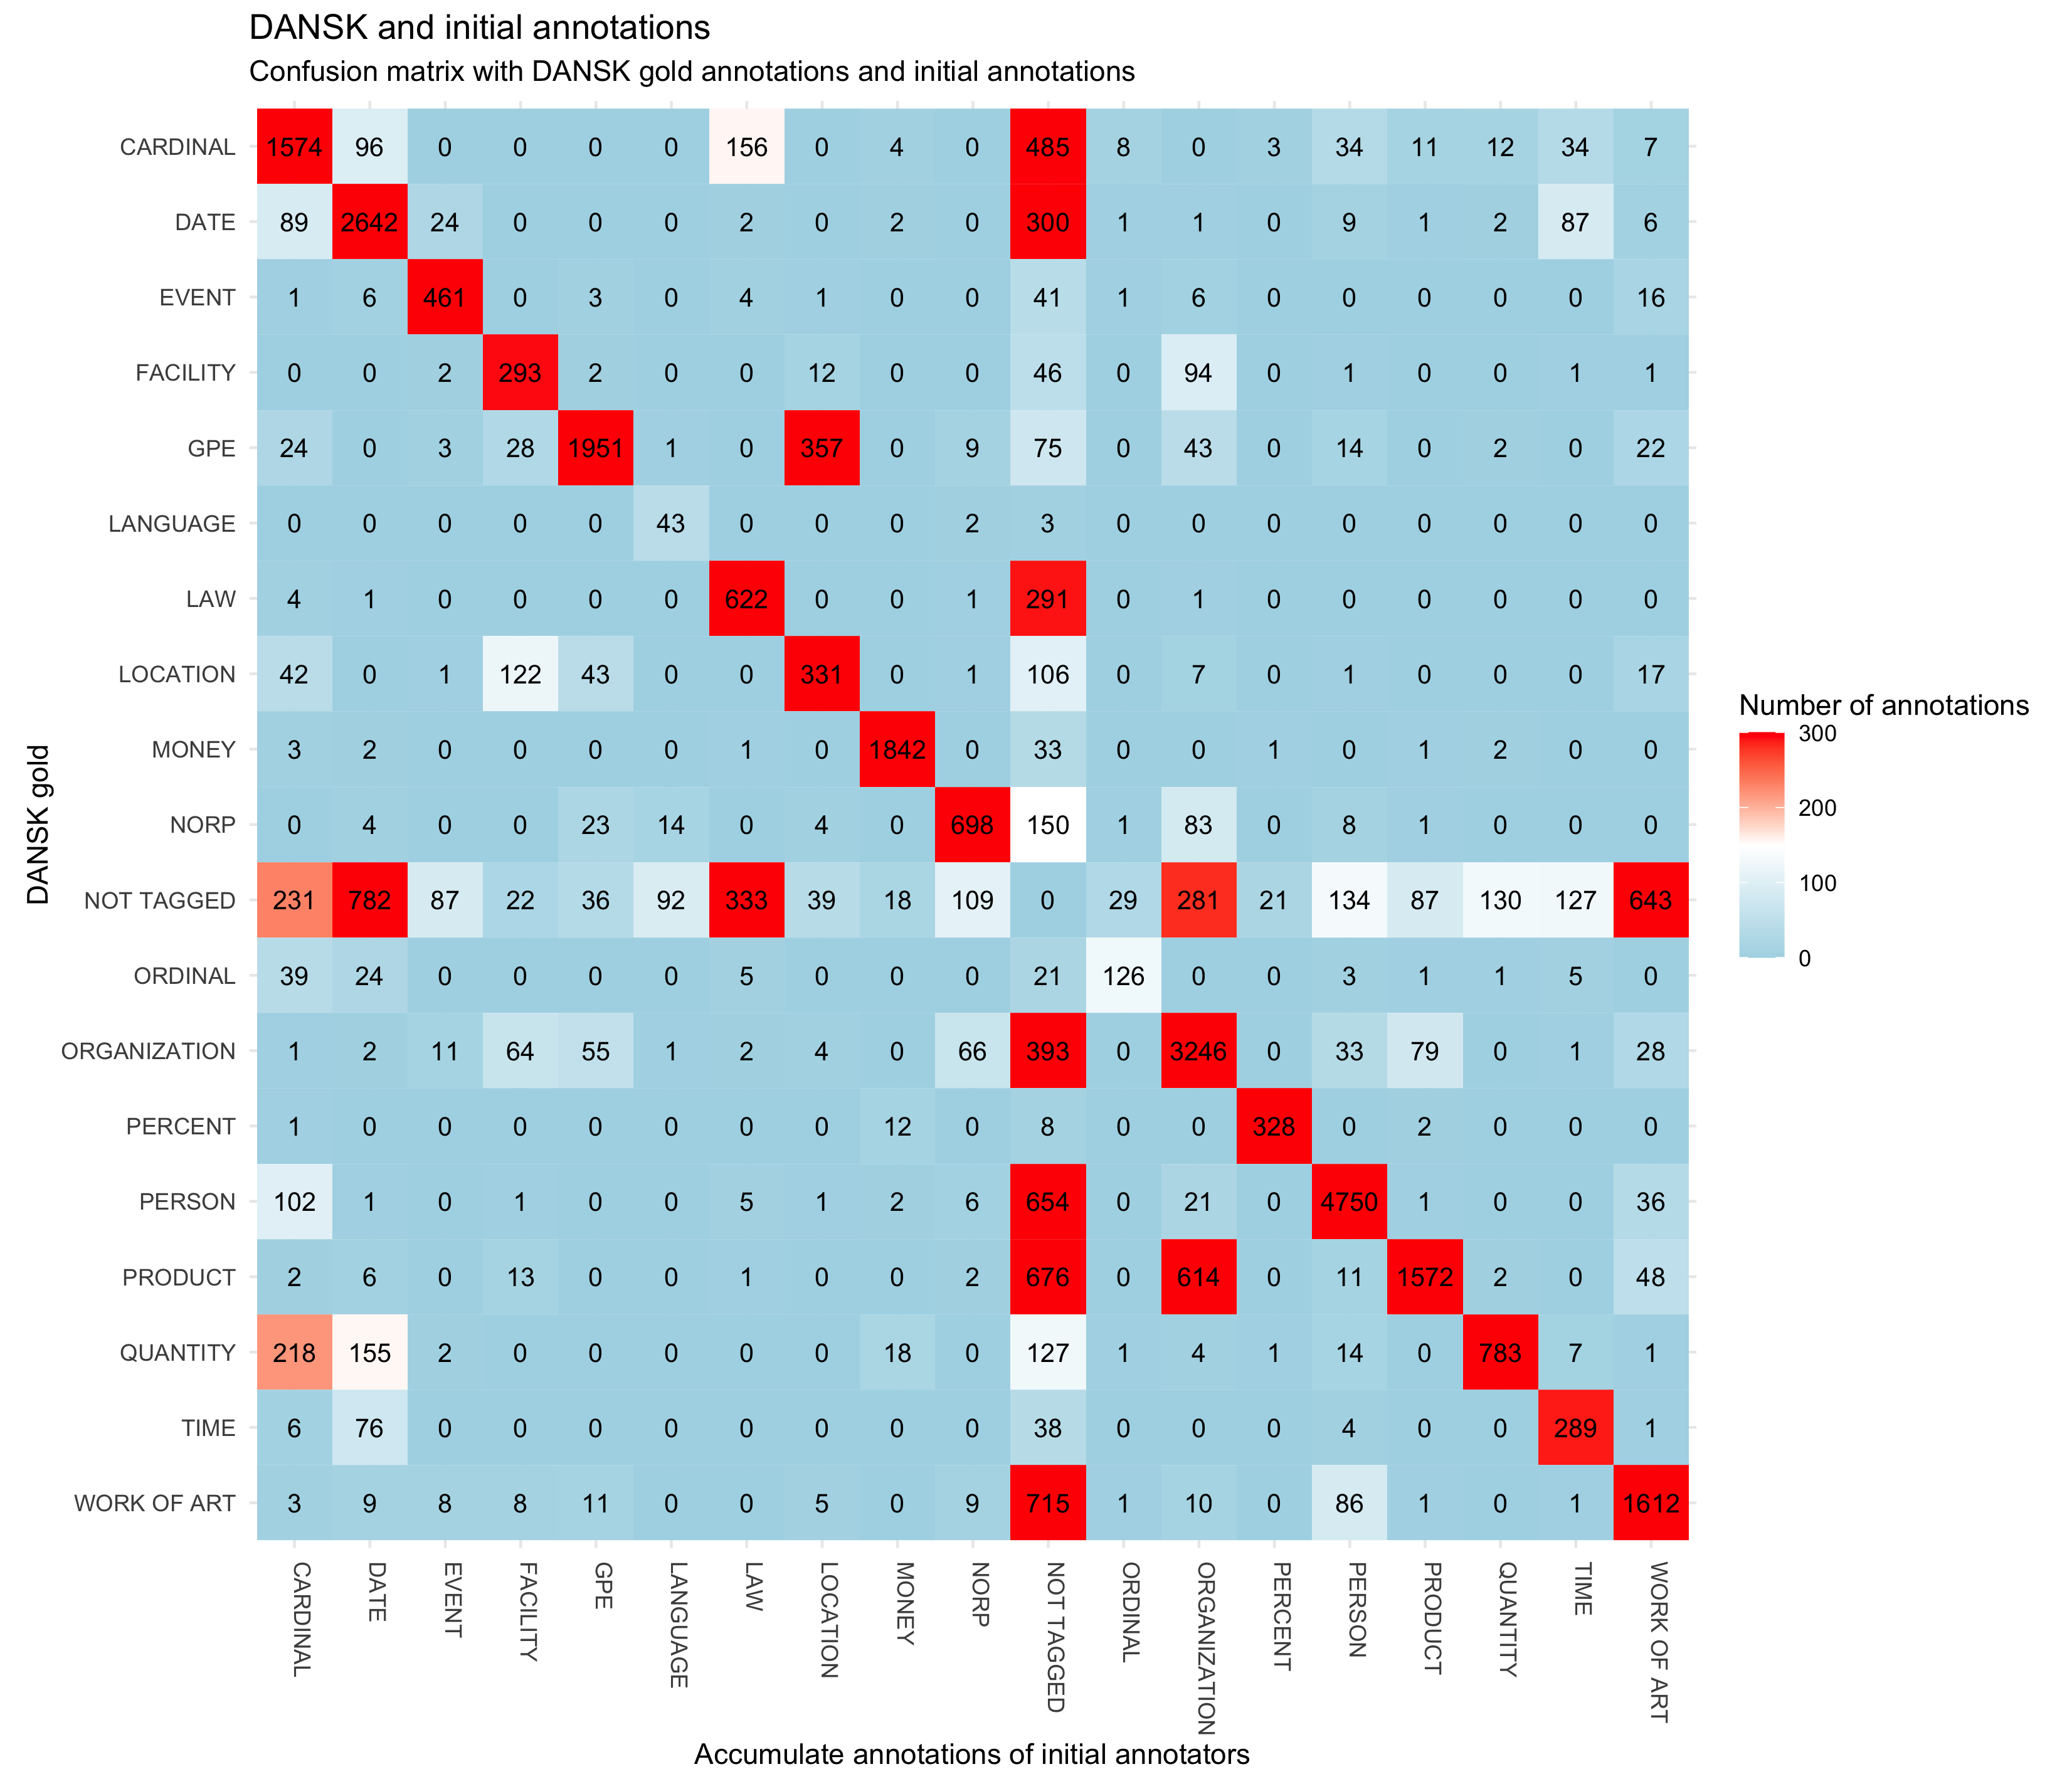 DANSK and initial annotations
Confusion matrix with DANSK gold annotations and initial annotations
CARDINAL 1574 96 0 0 0 0 156 0 4 0 485 8 0 3 34 11 12 34 7
DATE 89 2642 24 0 0 0 2 0 2 0 300 1 1 0 9 1 2 87 6
EVENT 1 6 461 0 3 0 4 1 0 0 41 1 6 0 0 0 0 0 16
FACILITY 0 0 2 293 2 0 0 12 0 0 46 0 94 0 1 0 0 1 1
GPE 24 0 3 28 1951 1 0 357 0 9 75 0 43 0 14 0 2 0 22
LANGUAGE 0 0 0 0 0 43 0 0 0 2 3 0 0 0 0 0 0 0 0
LAW 4 1 0 0 0 0 622 0 0 1 291 0 1 0 0 0 0 0 0
LOCATION 42 0 1 122 43 0 0 331 0 1 106 0 7 0 1 0 0 0 17
MONEY 3 2 0 0 0 0 1 0 1842 0 33 0 0 1 0 1 2 0 0
NORP 0 4 0 0 23 14 0 4 0 698 150 1 83 0 8 1 0 0 0
NOT TAGGED 231 782 87 22 36 92 333 39 18 109 0 29 281 21 134 87 130 127 643
ORDINAL 39 24 0 0 0 0 5 0 0 0 21 126 0 0 3 1 1 5 0
ORGANIZATION 1 2 11 64 55 1 2 4 0 66 393 0 3246 0 33 79 0 1 28
PERCENT 1 0 0 0 0 0 0 0 12 0 8 0 0 328 0 2 0 0 0
PERSON 102 1 0 1 0 0 5 1 2 6 654 0 21 0 4750 1 0 0 36
PRODUCT 2 6 0 13 0 0 1 0 0 2 676 0 614 0 11 1572 2 0 48
QUANTITY 218 155 2 0 0 0 0 0 18 0 127 1 4 1 14 0 783 7 1
TIME 6 76 0 0 0 0 0 0 0 0 38 0 0 0 4 0 0 289 1
WORK OF ART 3 9 8 8 11 0 0 5 0 9 715 1 10 0 86 1 0 1 1612
CARDINAL DATE EVENT FACILITY GPE LANGUAGE LAW LOCATION MONEY NORP NOT TAGGED ORDINAL ORGANIZATION PERCENT PERSON PRODUCT QUANTITY TIME WORK OF ART
Accumulate annotations of initial annotators
DANSK gold
Number of annotations
300
200
100
0